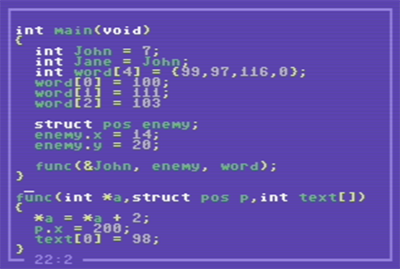 int main(void)
{
int John = 7;
int Jane = John;
int word[4] = {99,97,116,0};
word[0] = 100;
word[1] = 111;
word[2] = 103
struct pos enemy;
enemy.x = 14;
enemy.y = 20;
func(&John, enemy, word);
}
func(int *a,struct pos p,int text[])
{
*a = *a + 2;
p.x = 200;
text[0] = 98;
}
22:2